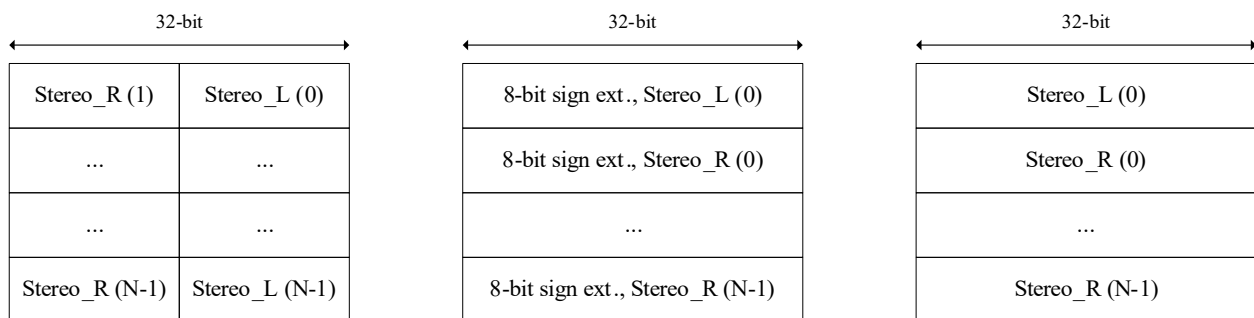 32-bit
Stereo_R (1) Stereo_L (0)
... ...
... ...
Stereo_R (N-1) Stereo_L (N-1)
32-bit
8-bit sign ext., Stereo_L (0)
8-bit sign ext., Stereo_R (0)
...
8-bit sign ext., Stereo_R (N-1)
32-bit
Stereo_L (0)
Stereo_R (0)
...
Stereo_R (N-1)